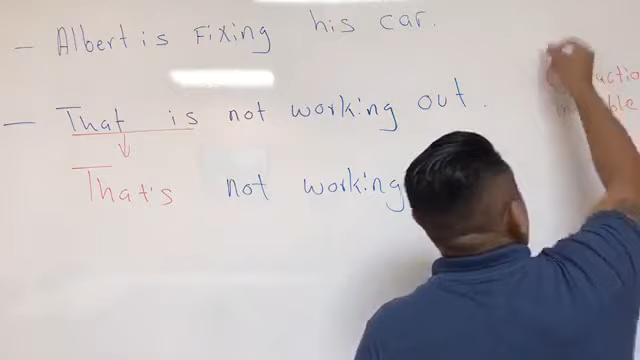 - Albert is Fixing his car.
- That is not working out.
That's not working